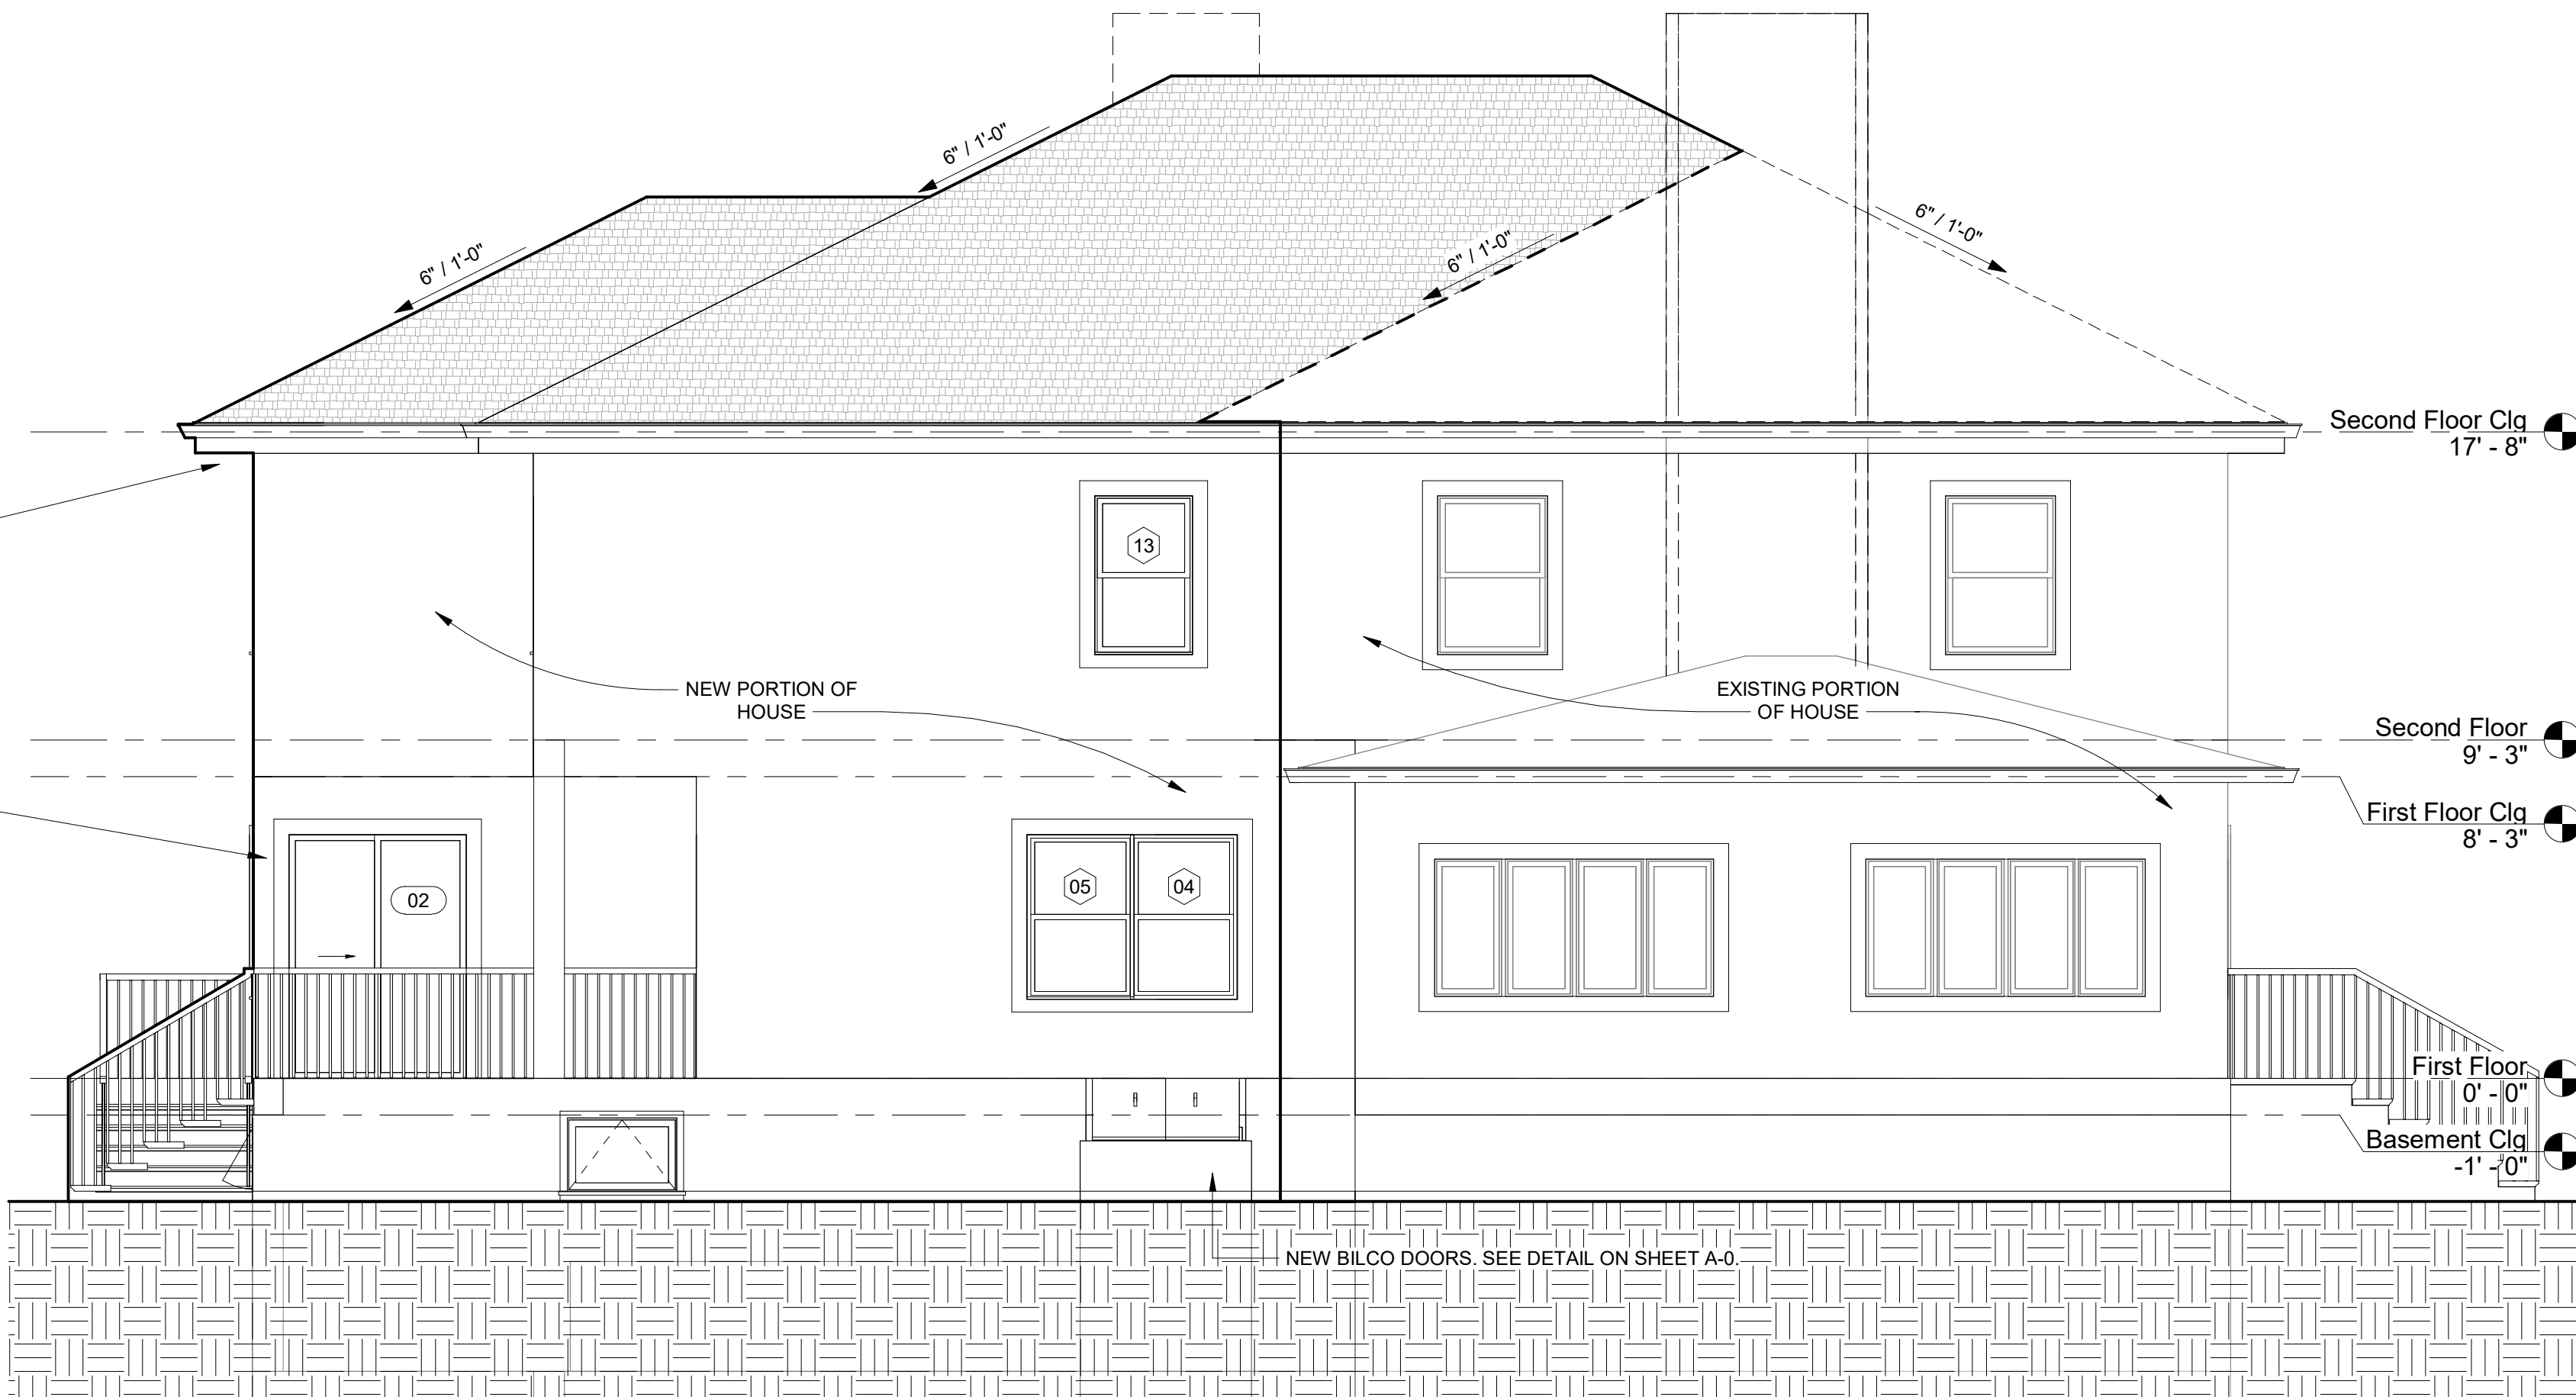 6" / 1'-0"
6" / 1'-0"
6" / 1'-0"
6" / 1'-0"
Second Floor Clg
17' - 8"
13
NEW PORTION OF
HOUSE
EXISTING PORTION
OF HOUSE
Second Floor
9' - 3"
First Floor Clg
8' - 3"
05
04
02
First Floor
0' - 0"
Basement Clg
-1' - 0"
NEW BILCO DOORS. SEE DETAIL ON SHEET A-0.